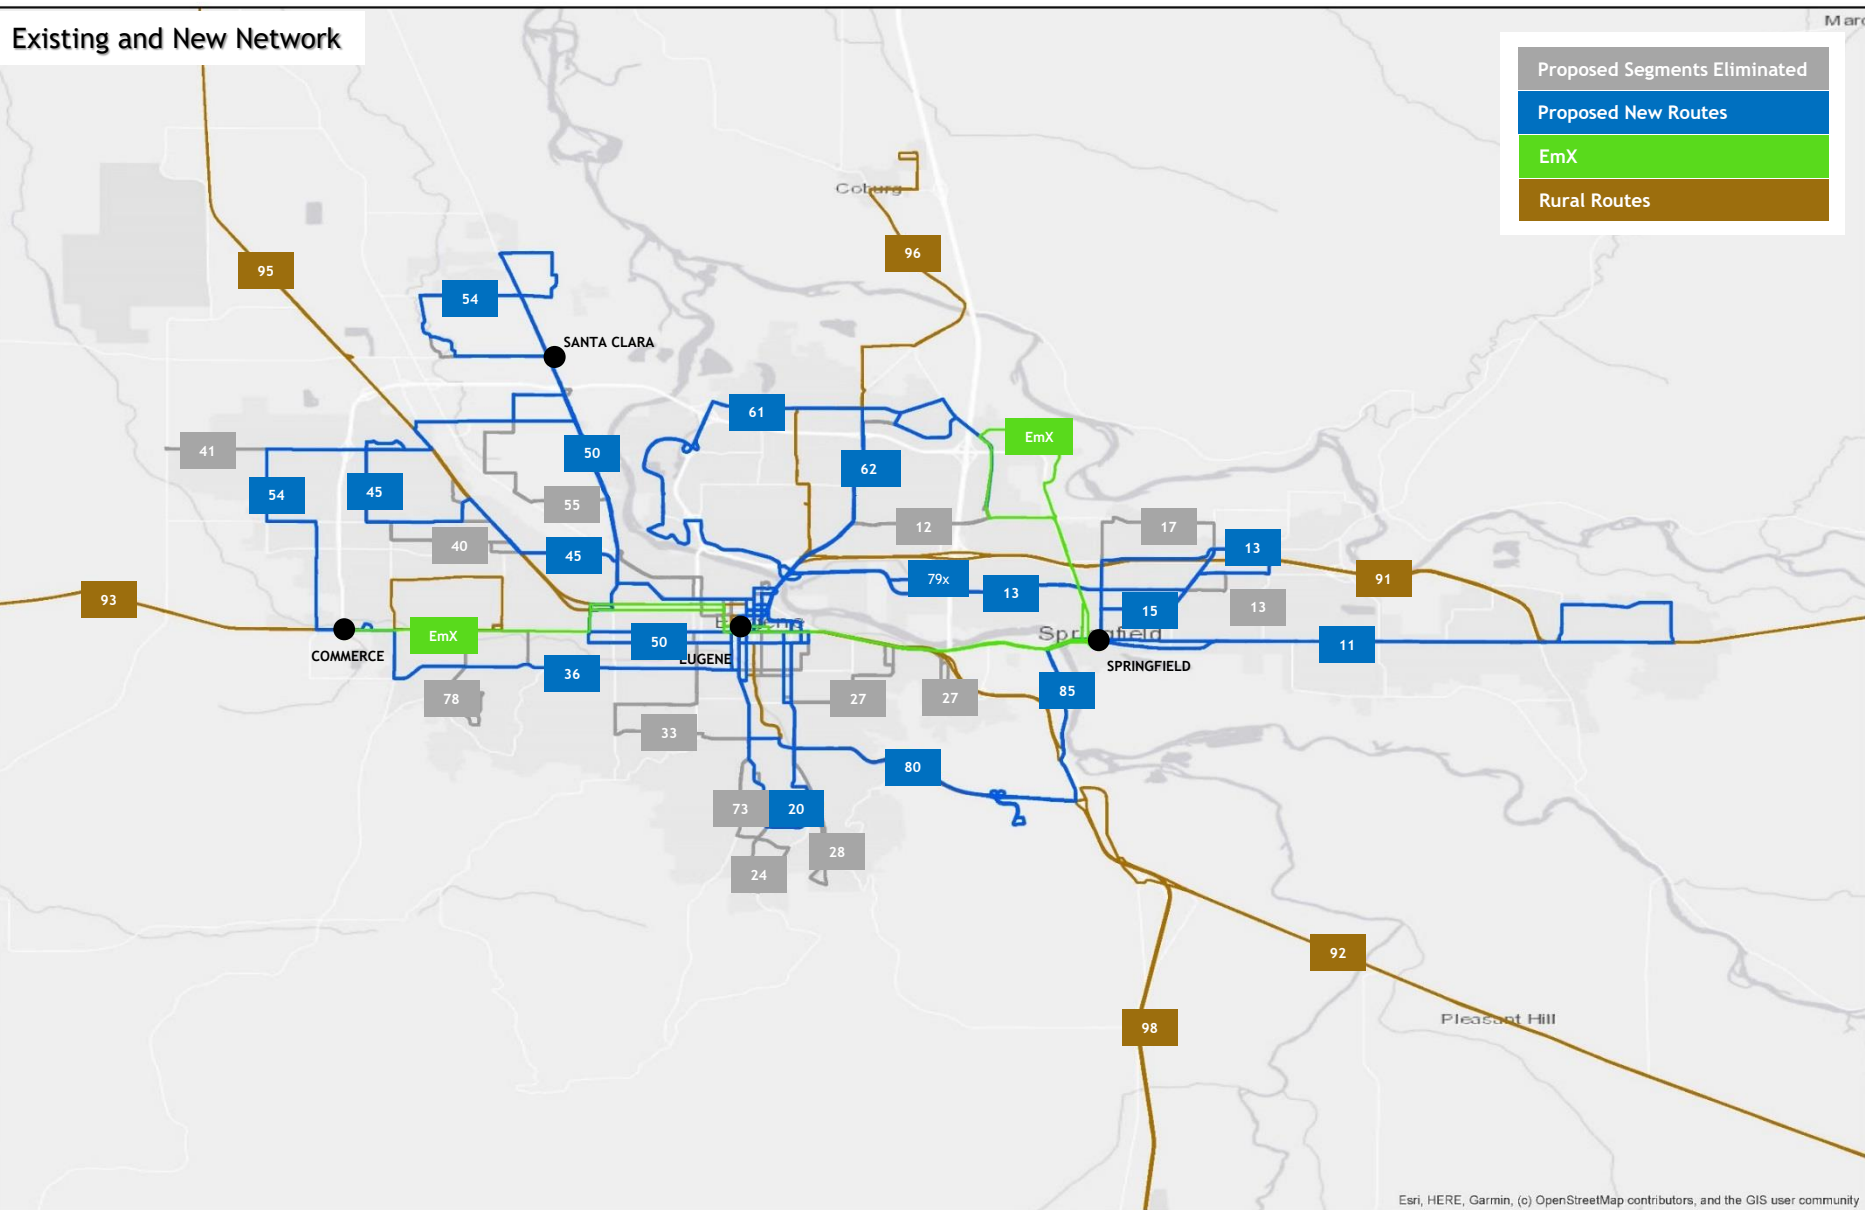 Marc
Existing and New Network
Proposed Segments Eliminated
Proposed New Routes
EmX
Rural Routes
Coburg
96
95
54
SANTA CLARA
61
EmX
41
50
62
54
45
55
12
17
40
45
13
79x
91
93
13
15
13
EmX
50
Eugene
Springfield
COMMERCE
EUGENE
11
SPRINGFIELD
36
78
27
27
85
33
80
73
20
28
24
92
98
Pleasant Hill
Esri, HERE, Garmin, (c) OpenStreetMap contributors, and the GIS user community